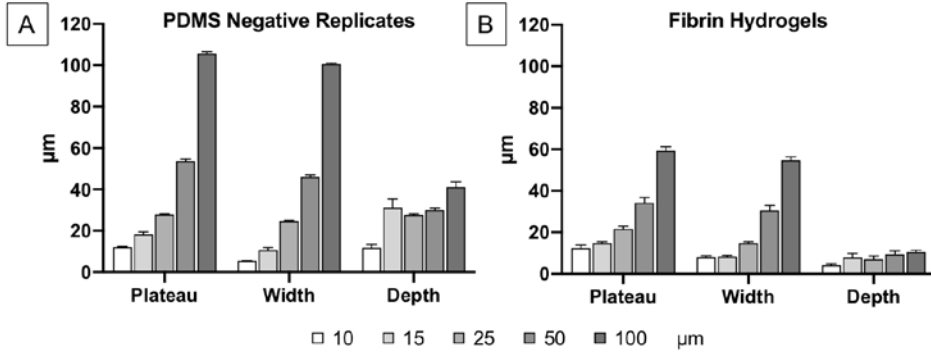 A
PDMS Negative Replicates
120
100
80
60
40
20
0
µm
Plateau Width Depth
B
Fibrin Hydrogels
120
100
80
60
40
20
0
µm
Plateau Width Depth
10 15 25 50 100 µm